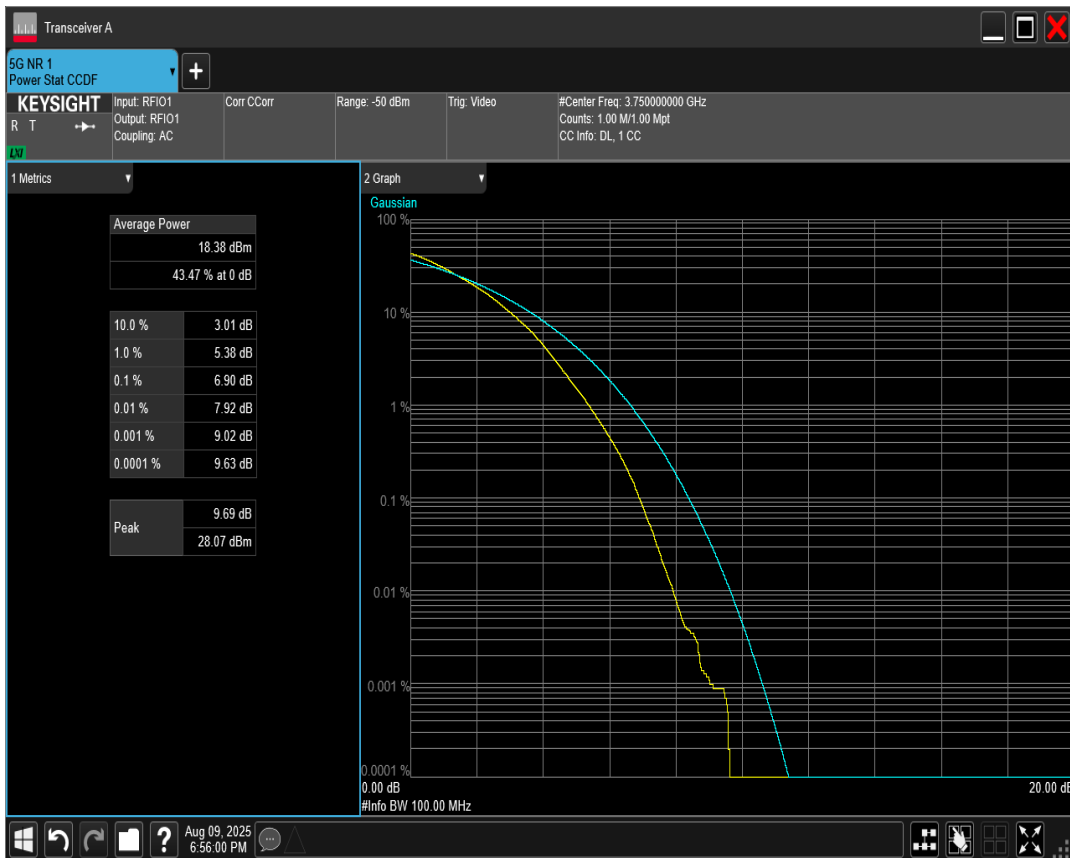 Transceiver A
5G NR 1
Power Stat CCDF
+
KEYSIGHT
R T
LXI
Input: RFIO1
Output: RFIO1
Coupling: AC
Corr CCorr
Range: -50 dBm
Trig: Video
#Center Freq: 3.750000000 GHz
Counts: 1.00 M/1.00 Mpt
CC Info: DL, 1 CC
1 Metrics
Average Power
18.38 dBm
43.47 % at 0 dB
10.0 % 3.01 dB
1.0 % 5.38 dB
0.1 % 6.90 dB
0.01 % 7.92 dB
0.001 % 9.02 dB
0.0001 % 9.63 dB
Peak
9.69 dB
28.07 dBm
2 Graph
Gaussian
100 %
10 %
1 %
0.1 %
0.01 %
0.001 %
0.0001 %
0.00 dB
20.00 dB
#Info BW 100.00 MHz
?
Aug 09, 2025
6:56:00 PM